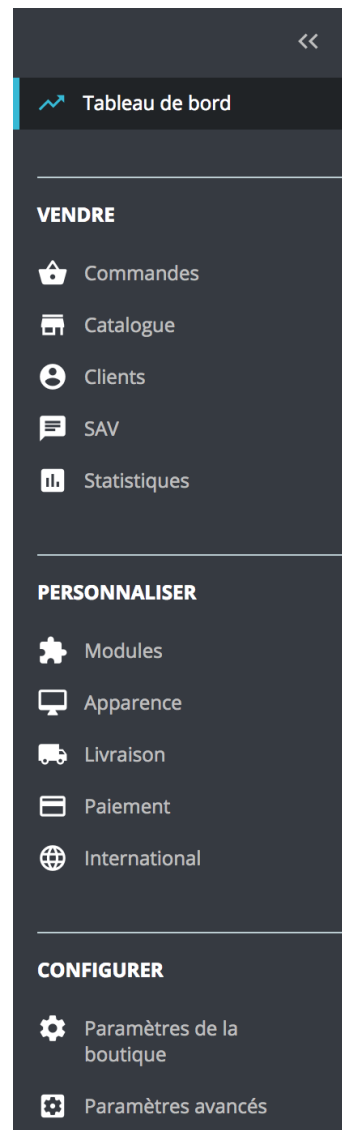 Tableau de bord
VENDRE
Commandes
Catalogue
Clients
SAV
Statistiques
PERSONNALISER
Modules
Apparence
Livraison
Paiement
International
CONFIGURER
Paramètres de la
boutique
Paramètres avancés